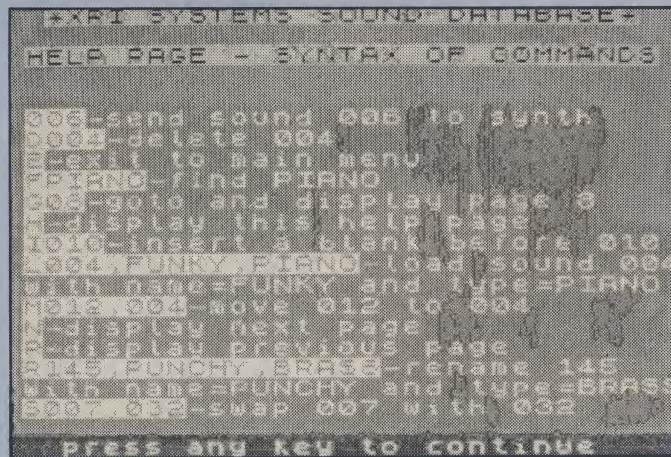 +XRI SYSTEMS SOUND DATABASE+
HELP PAGE - SYNTAX OF COMMANDS
006-send sound 006 to synth
D004-delete 004
E-exit to main menu
FPIANO-find PIANO
-goto and display page 0
H-display this help page
I010-insert a blank before 010
L004,FUNKY,PIANO-load sound 004
with name=FUNKY and type=PIANO
M012,004-move 012 to 004
N-display next page
P-display previous page
R145,PUNCHY,BRASS-rename 145
with name=PUNCHY and type=BRASS
S007,032-swap 007 with 032
press any key to continue